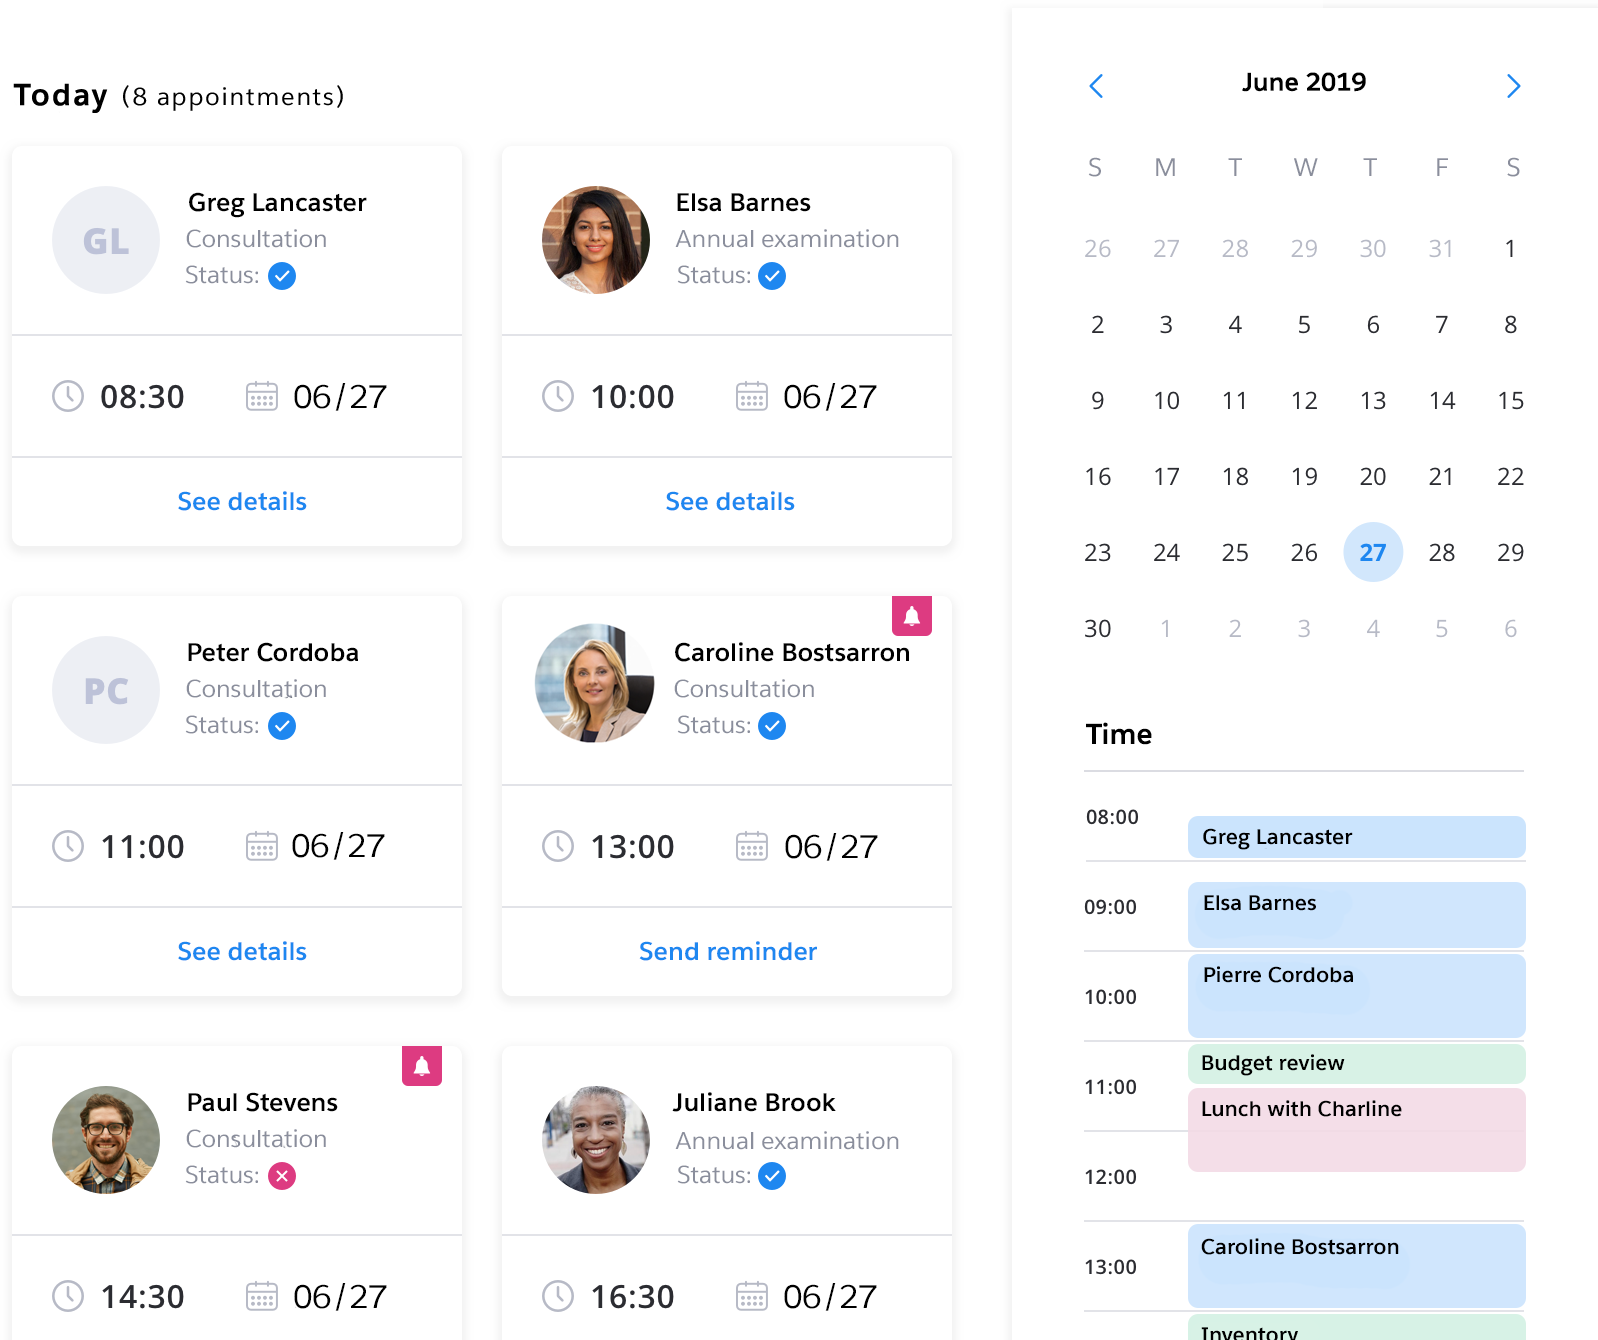 Today (8 appointments)
GL
Greg Lancaster
Consultation
Status:
08:30 06/27
See details
Elsa Barnes
Annual examination
Status:
10:00 06/27
See details
PC
Peter Cordoba
Consultation
Status:
11:00 06/27
See details
Caroline Bostsarron
Consultation
Status:
13:00 06/27
Send reminder
Paul Stevens
Consultation
Status:
14:30 06/27
Juliane Brook
Annual examination
Status:
16:30 06/27
June 2019
S M T W T F S
26 27 28 29 30 31 1
2 3 4 5 6 7 8
9 10 11 12 13 14 15
16 17 18 19 20 21 22
23 24 25 26 27 28 29
30 1 2 3 4 5 6
Time
08:00
Greg Lancaster
09:00 Elsa Barnes
Pierre Cordoba
10:00
Budget review
11:00
Lunch with Charline
12:00
Caroline Bostsarron
13:00
Inventory